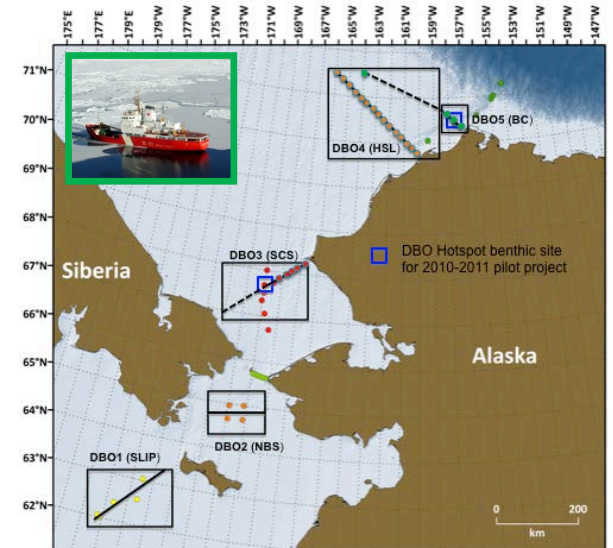 175°E 177°E 179°E 179°W 177°W 175°W 173°W 171°W 169°W 167°W 165°W 163°W 161°W 159°W 157°W 155°W 153°W 151°W 149°W 147°W
71°N
70°N
DBO5 (BC)
DBO4 (HSL)
69°N
68°N
DBO3 (SCS)
DBO Hotspot benthic site
for 2010-2011 pilot project
67°N
Siberia
66°N
65°N
Alaska
64°N
DBO2 (NBS)
63°N
DBO1 (SLIP)
62°N
0 200
km